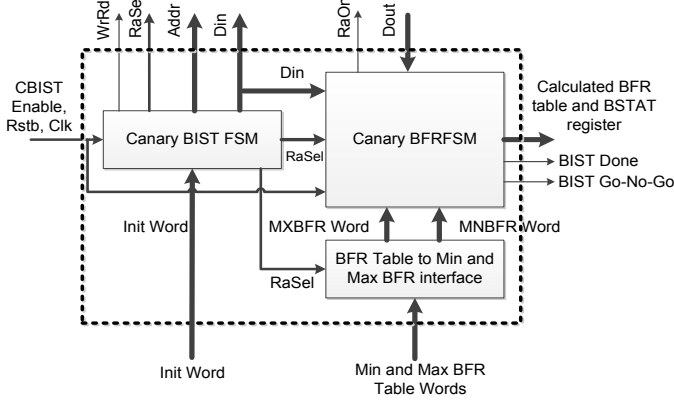 WrRd
RaSel
Addr
Din
RaOn
Dout
Din
CBIST
Enable,
Rstb, Clk
Canary BIST FSM
RaSel
Canary BFRFSM
Calculated BFR
table and BSTAT
register
BIST Done
BIST Go-No-Go
Init Word
MXBFR Word
MNBFR Word
RaSel
BFR Table to Min and
Max BFR interface
Init Word
Min and Max BFR
Table Words